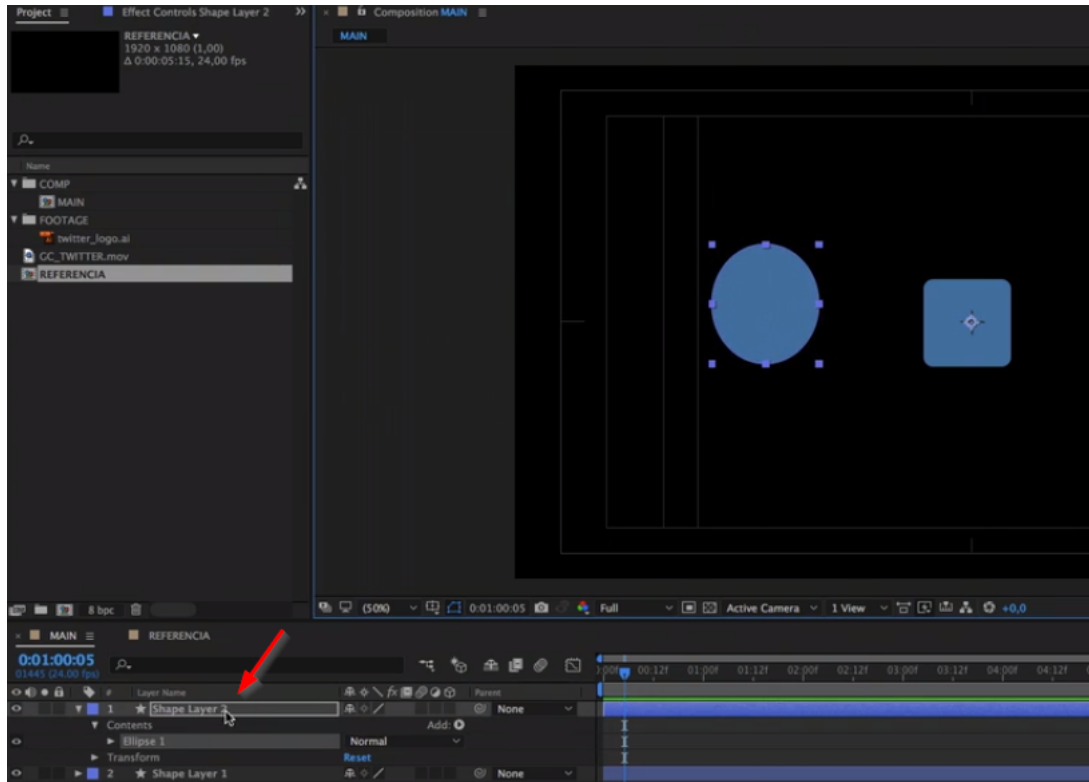 Project
Effect Controls Shape Layer 2
Composition MAIN
REFERENCIA
1920 x 1080 (1,00)
Δ 0:00:05:15, 24,00 fps
MAIN
Name
COMP
MAIN
FOOTAGE
twitter_logo.ai
GC_TWITTER.mov
REFERENCIA
8 bpc
(50%)
0:01:00:05
Full
Active Camera
1 View
+0,0
MAIN
REFERENCIA
0:01:00:05
01445 (24.00 fps)
00:12f 01:00f 01:12f 02:00f 02:12f 03:00f 03:12f 04:00f 04:12f
# Layer Name
Parent
1 Shape Layer 2 None
Contents Add:
Ellipse 1 Normal
Transform Reset
2 Shape Layer 1 None